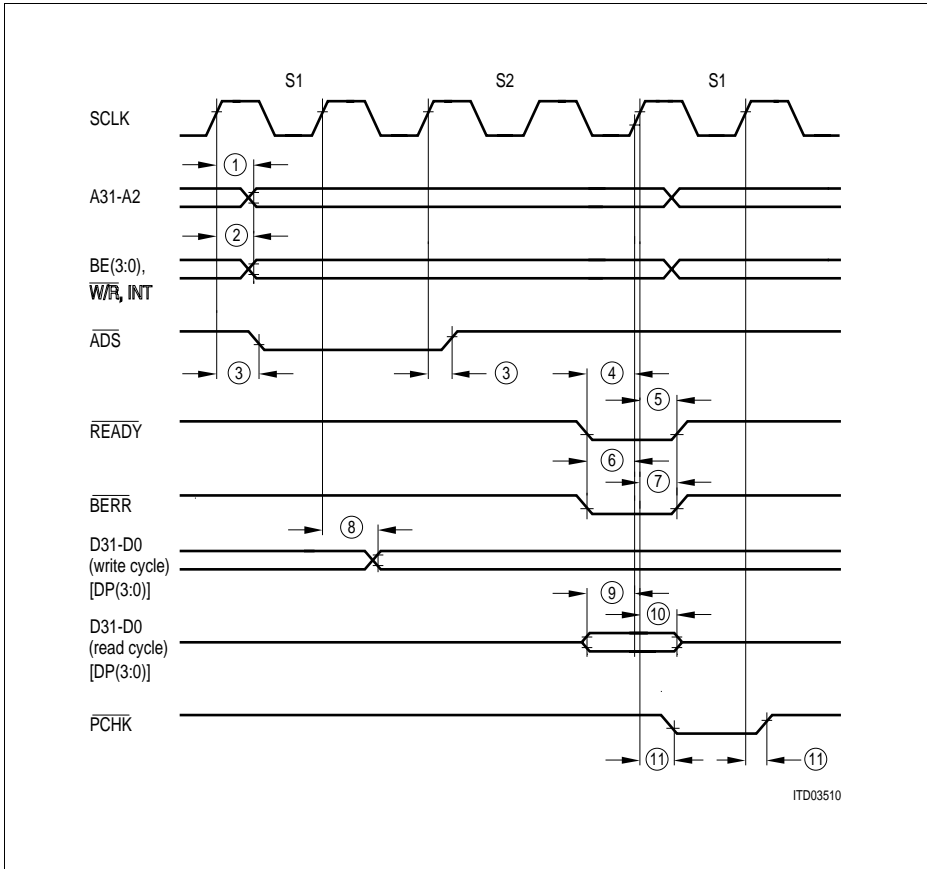 S1 S2 S1
SCLK
1
A31-A2
2
BE(3:0),
W/R, INT
ADS
3 3 4
5
READY
6
7
BERR
8
D31-D0
(write cycle)
[DP(3:0)]
9
10
D31-D0
(read cycle)
[DP(3:0)]
PCHK
11 11
ITD03510